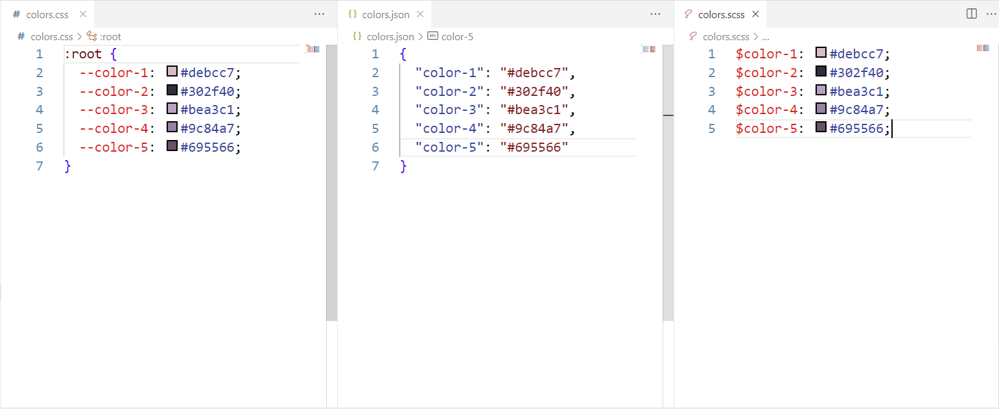 # colors.css ×
colors.css > :root
1 :root {
2 --color-1: #debcc7;
3 --color-2: #302f40;
4 --color-3: #bea3c1;
5 --color-4: #9c84a7;
6 --color-5: #695566;
7 }
{} colors.json ×
{} colors.json > abc color-5
1 {
2 "color-1": "#debcc7",
3 "color-2": "#302f40",
4 "color-3": "#bea3c1",
5 "color-4": "#9c84a7",
6 "color-5": "#695566"
7 }
colors.scss ×
colors.scss > ...
1 $color-1: #debcc7;
2 $color-2: #302f40;
3 $color-3: #bea3c1;
4 $color-4: #9c84a7;
5 $color-5: #695566;